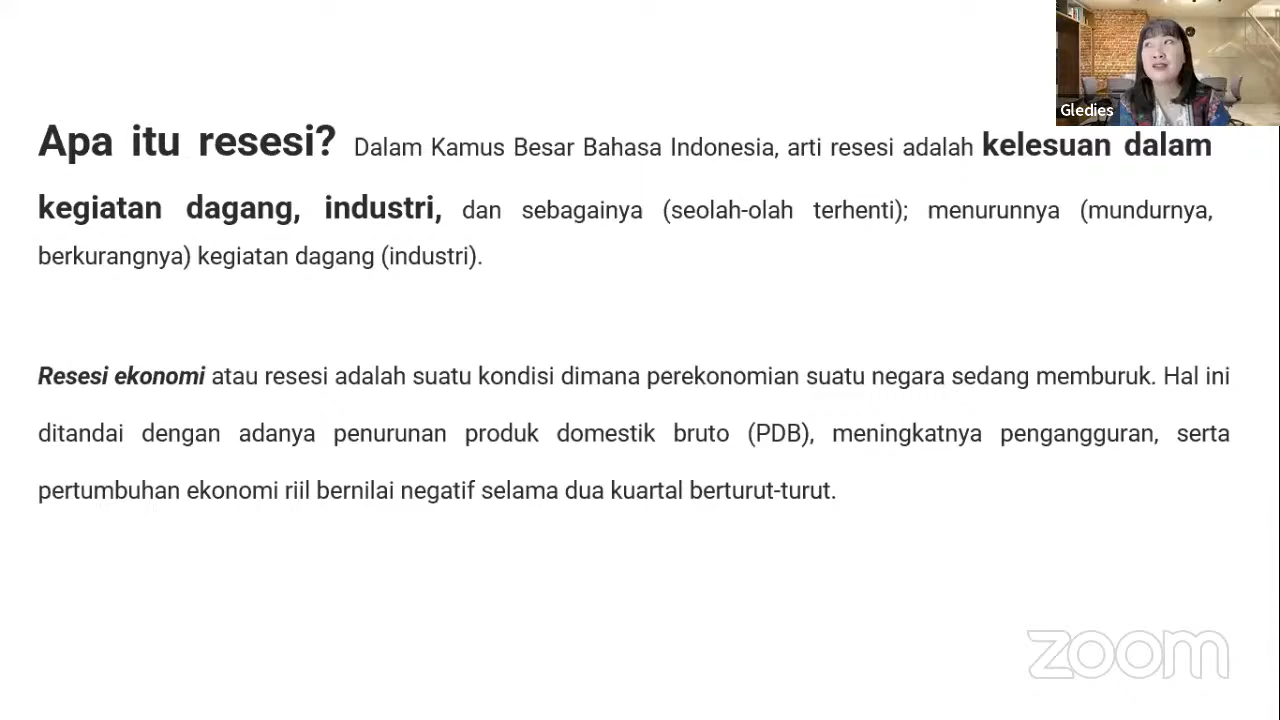 Gledies
Apa itu resesi? Dalam Kamus Besar Bahasa Indonesia, arti resesi adalah kelesuan dalam
kegiatan dagang, industri, dan sebagainya (seolah-olah terhenti); menurunnya (mundurnya,
berkurangnya) kegiatan dagang (industri).
Resesi ekonomi atau resesi adalah suatu kondisi dimana perekonomian suatu negara sedang memburuk. Hal ini
ditandai dengan adanya penurunan produk domestik bruto (PDB), meningkatnya pengangguran, serta
pertumbuhan ekonomi riil bernilai negatif selama dua kuartal berturut-turut.
zoom